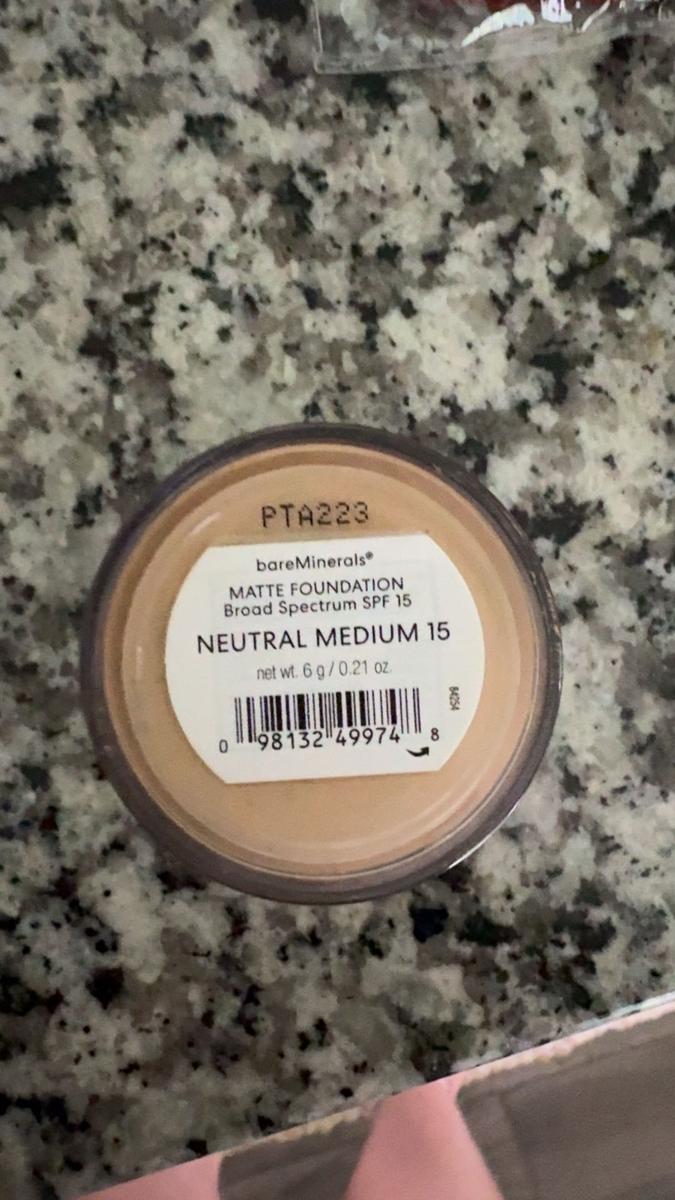 PTA223
bareMinerals®
MATTE FOUNDATION
Broad Spectrum SPF 15
NEUTRAL MEDIUM 15
net wt. 6 g / 0.21 oz.
84254
0 98132 49974 8